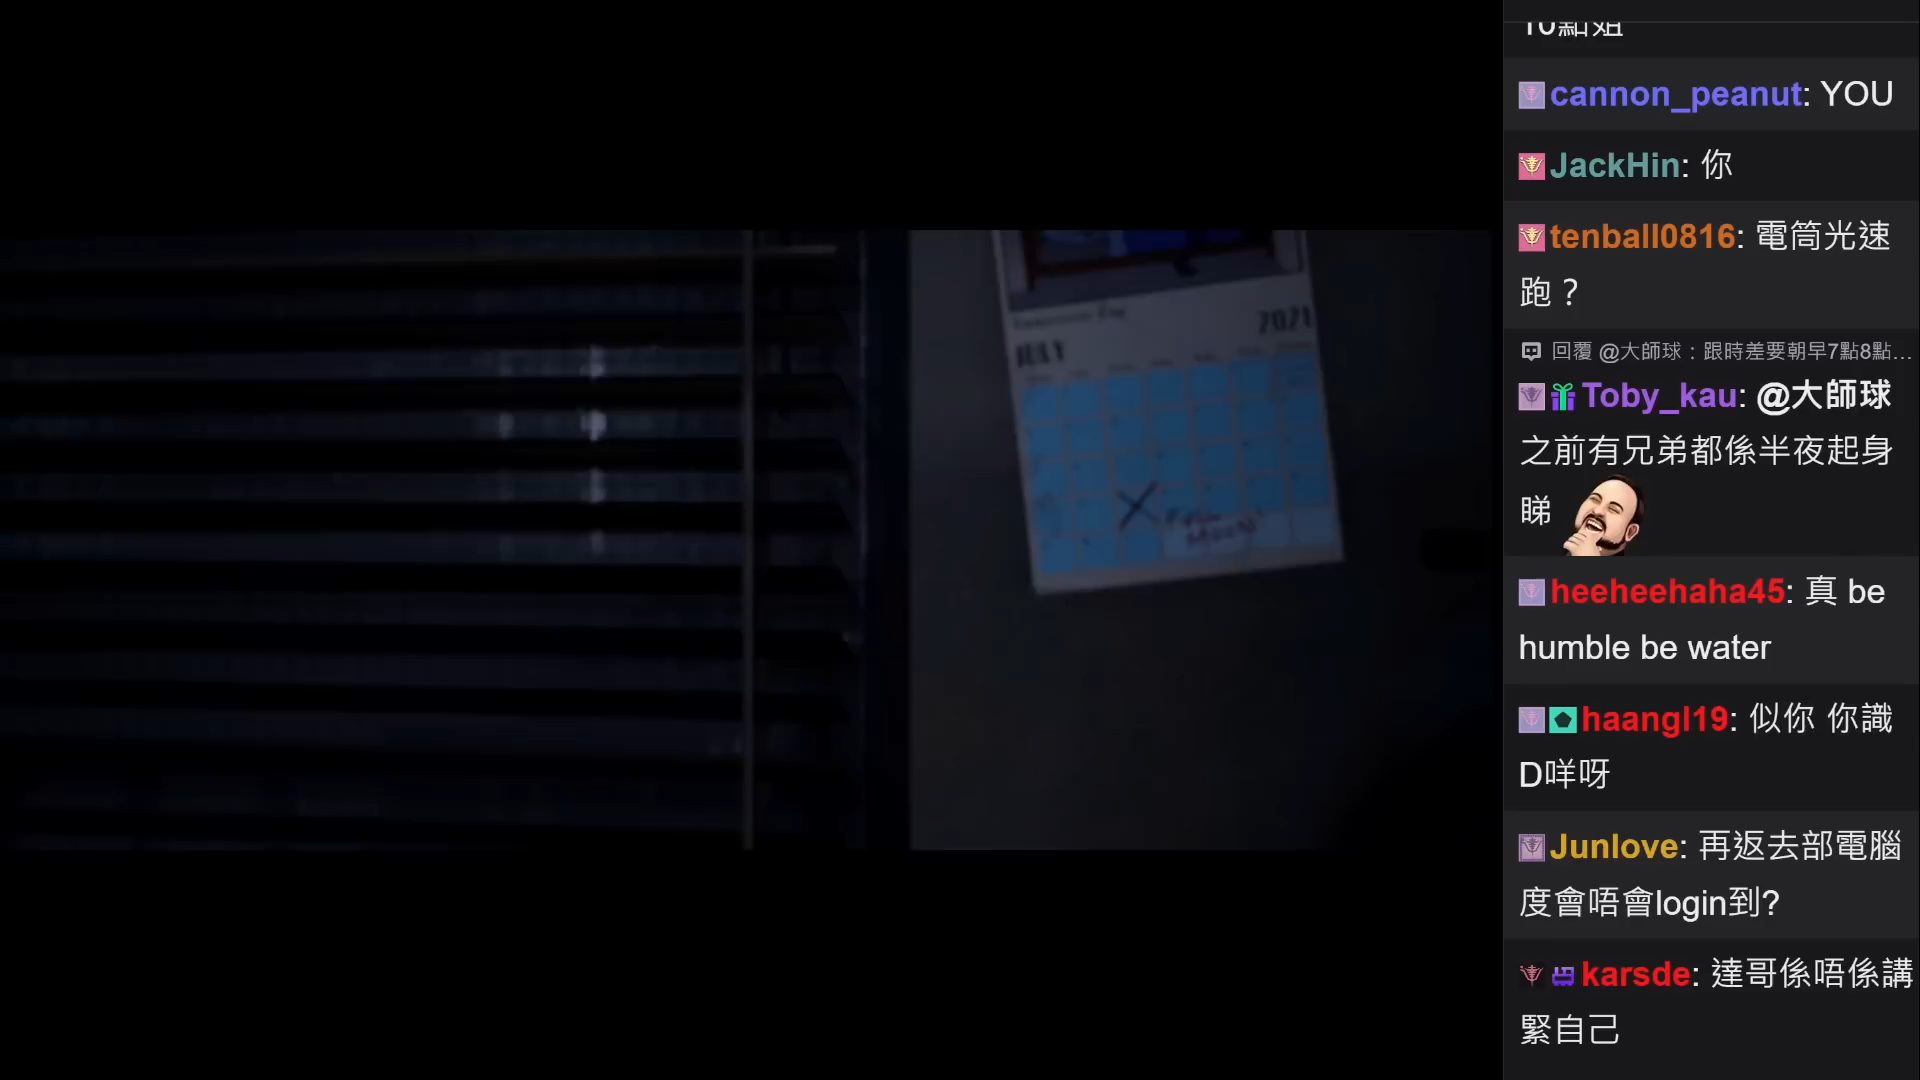 2021
JULY
cannon_peanut: YOU
JackHin: 你
tenball0816: 電筒光速
跑？
回覆 @大師球：跟時差要朝早7點8點...
Toby_kau: @大師球
之前有兄弟都係半夜起身
睇
heeheehaha45: 真 be
humble be water
haangl19: 似你 你識
D咩呀
Junlove: 再返去部電腦
度會唔會login到?
karsde: 達哥係唔係講
緊自己